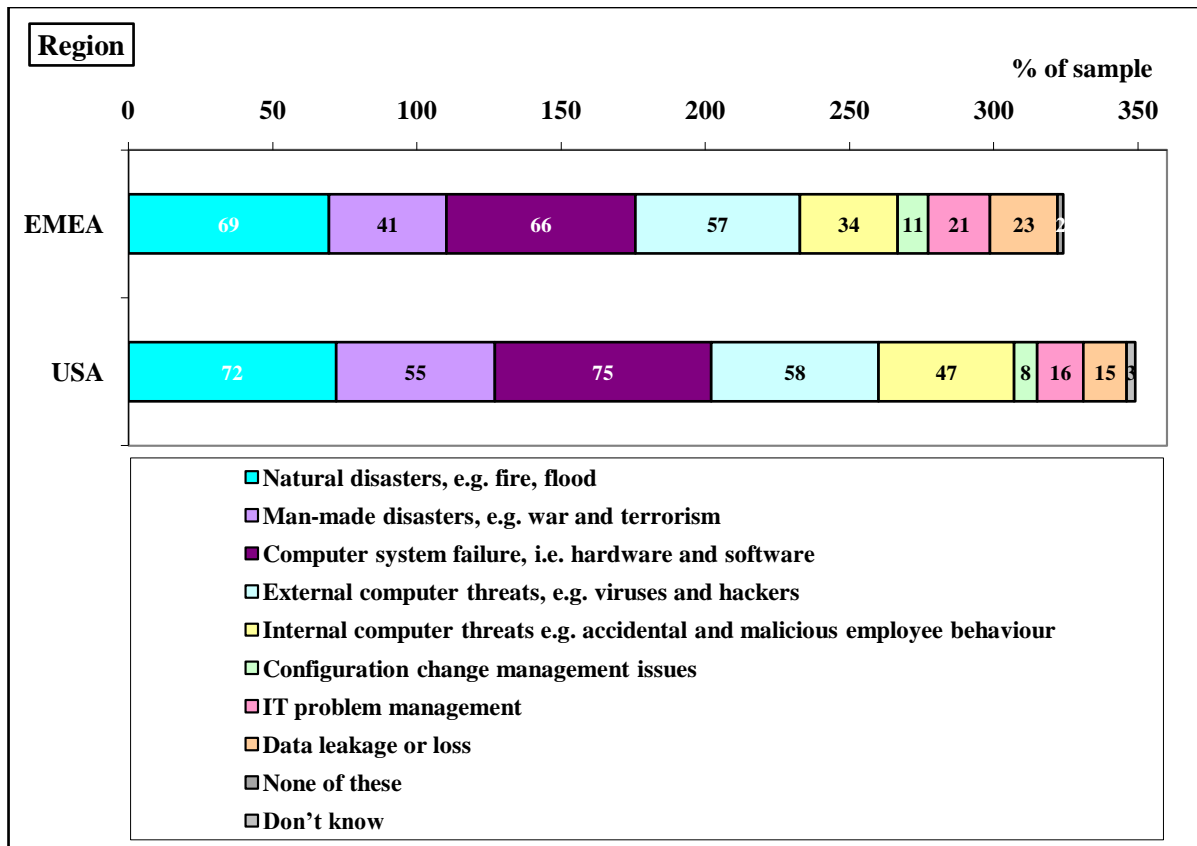 Region
% of sample
0 50 100 150 200 250 300 350
EMEA 69 41 66 57 34 11 21 23 2
USA 72 55 75 58 47 8 16 15 3
Natural disasters, e.g. fire, flood
Man-made disasters, e.g. war and terrorism
Computer system failure, i.e. hardware and software
External computer threats, e.g. viruses and hackers
Internal computer threats e.g. accidental and malicious employee behaviour
Configuration change management issues
IT problem management
Data leakage or loss
None of these
Don't know